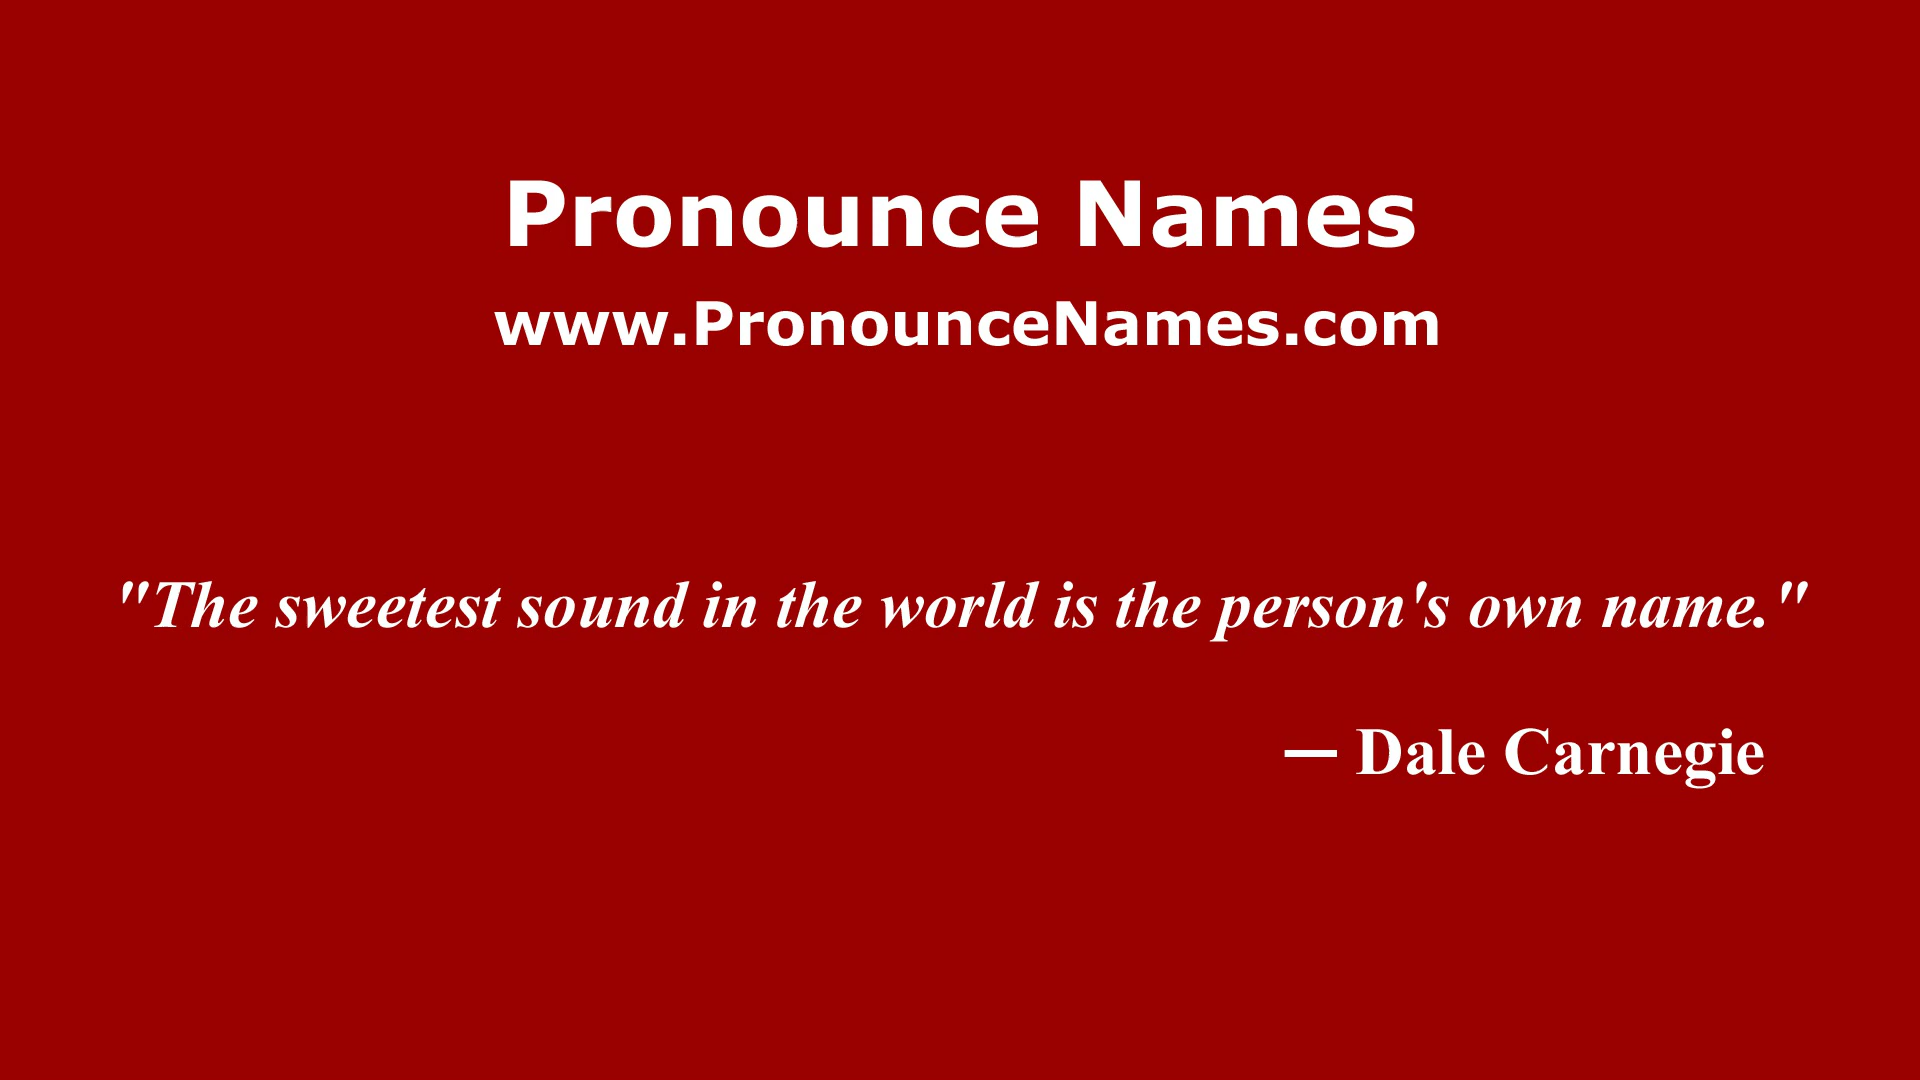 Pronounce Names
www.PronounceNames.com
"The sweetest sound in the world is the person's own name."
— Dale Carnegie